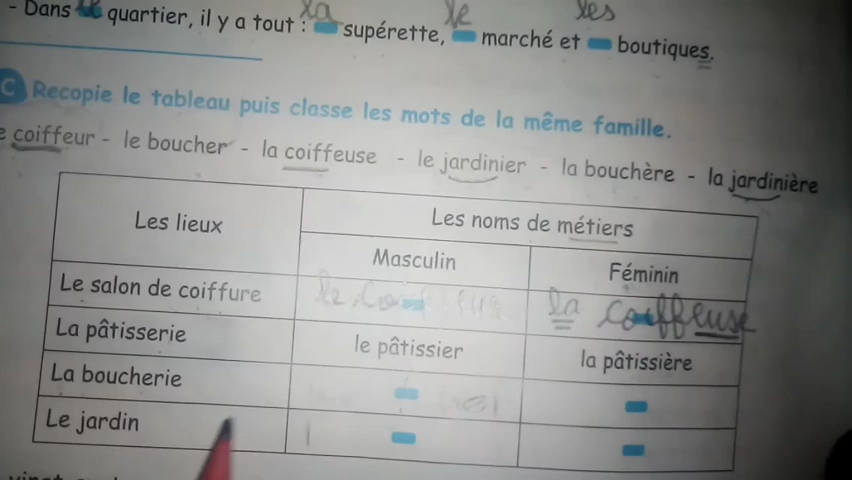 la le les
- Dans quartier, il y a tout : supérette, marché et boutiques.
C Recopie le tableau puis classe les mots de la même famille.
e coiffeur - le boucher - la coiffeuse - le jardinier - la bouchère - la jardinière
Les lieux Les noms de métiers
Masculin Féminin
Le salon de coiffure la coiffeuse
La pâtisserie le pâtissier la pâtissière
La boucherie
Le jardin